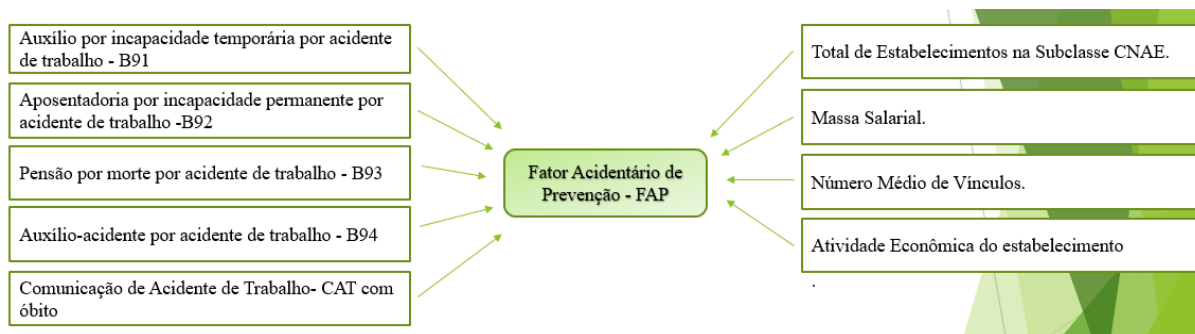 Auxílio por incapacidade temporária por acidente
de trabalho - B91
Aposentadoria por incapacidade permanente por
acidente de trabalho -B92
Pensão por morte por acidente de trabalho - B93
Auxílio-acidente por acidente de trabalho - B94
Comunicação de Acidente de Trabalho- CAT com
óbito
Fator Acidentário de
Prevenção - FAP
Total de Estabelecimentos na Subclasse CNAE.
Massa Salarial.
Número Médio de Vínculos.
Atividade Econômica do estabelecimento
.